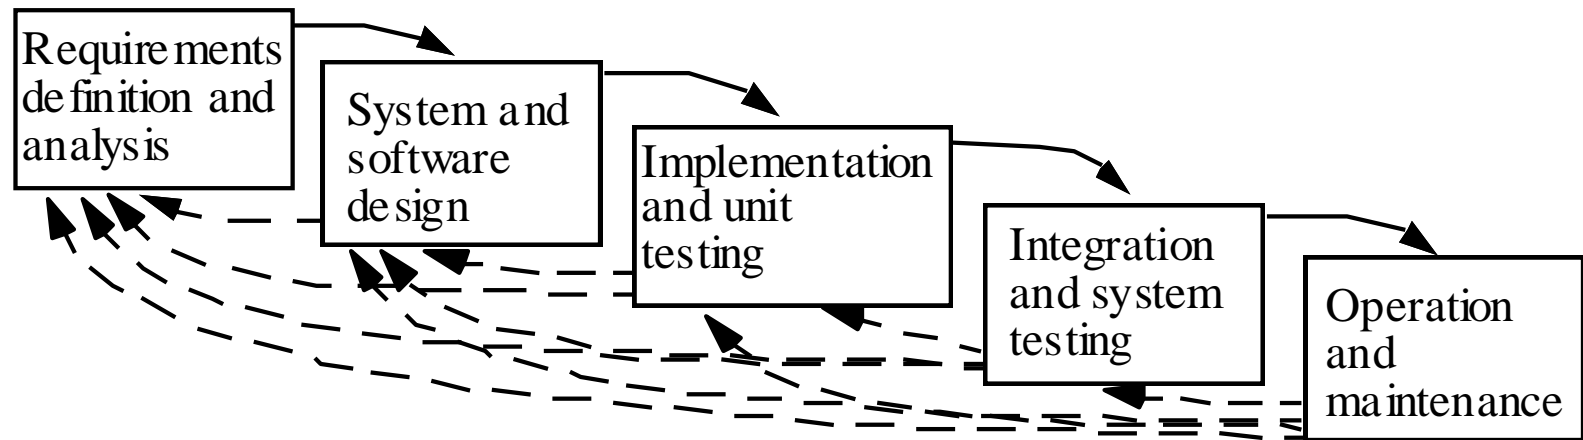 Requirements
definition and
analysis
System and
software
design
Implementation
and unit
testing
Integration
and system
testing
Operation
and
maintenance